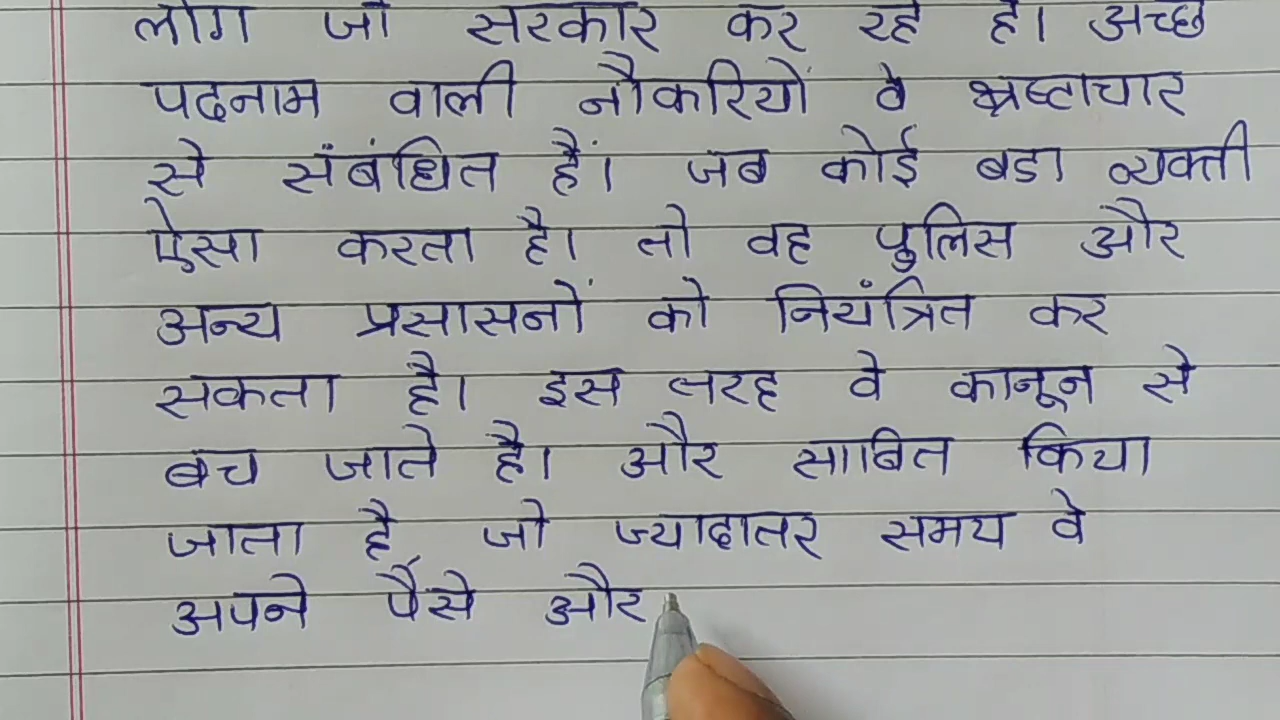 लोग जो सरकार कर रहे है। अच्छे
पदनाम वाली नौकरियों वे भ्रष्टाचार
से संबंधित हैं। जब कोई बडा व्यक्ती
ऐसा करता है। तो वह पुलिस और
अन्य प्रसासनों को नियंत्रित कर
सकता है। इस तरह वे कानून से
बच जाते है। और साबित किया
जाता है जो ज्यादातर समय वे
अपने पैसे और